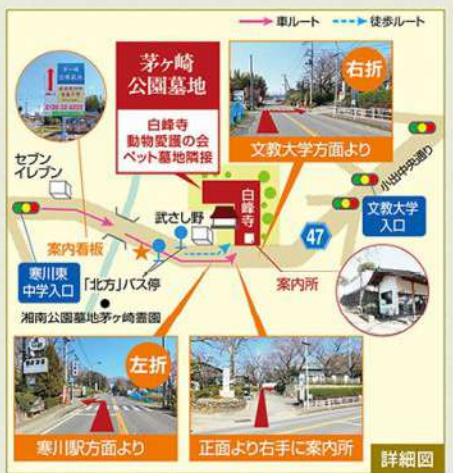 車ルート
徒歩ルート
茅ヶ崎
公園墓地
白峰寺
動物愛護の会
ペット墓地隣接
右折
文教大学方面より
セブン
イレブン
武さし野
白峰寺
小出中央通り
文教大学
入口
47
案内看板
寒川東
中学入口
「北方」バス停
案内所
湘南公園墓地茅ヶ崎霊園
左折
寒川駅方面より
正面より右手に案内所
詳細図